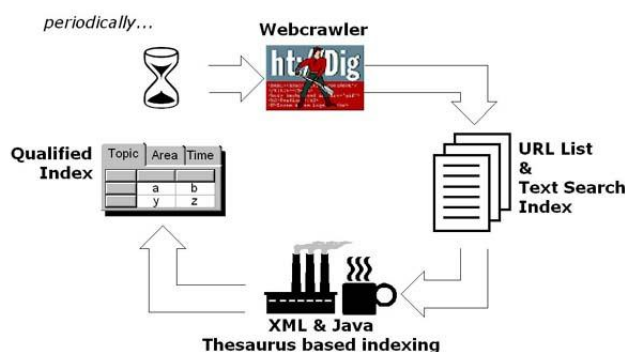 periodically...
Webcrawler
ht://Dig
URL List
&
Text Search
Index
XML & Java
Thesaurus based indexing
Qualified
Index
Topic Area Time
a b
y z